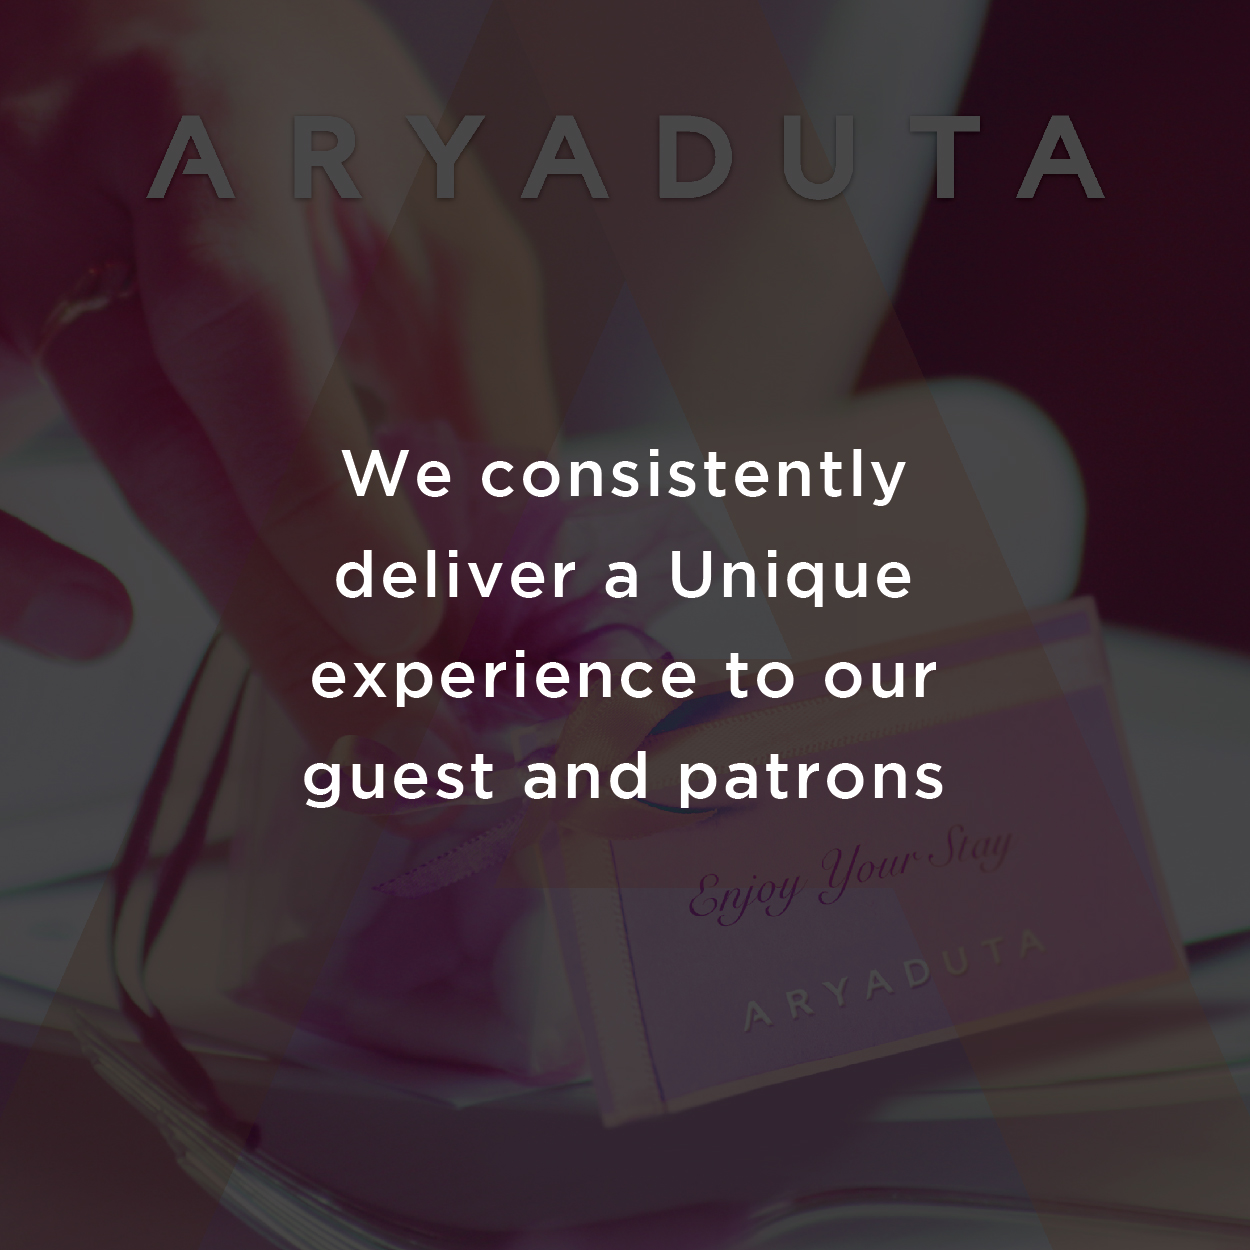 ARYADUTA
We consistently
deliver a Unique
experience to our
guest and patrons
Enjoy Your Stay
ARYADUTA